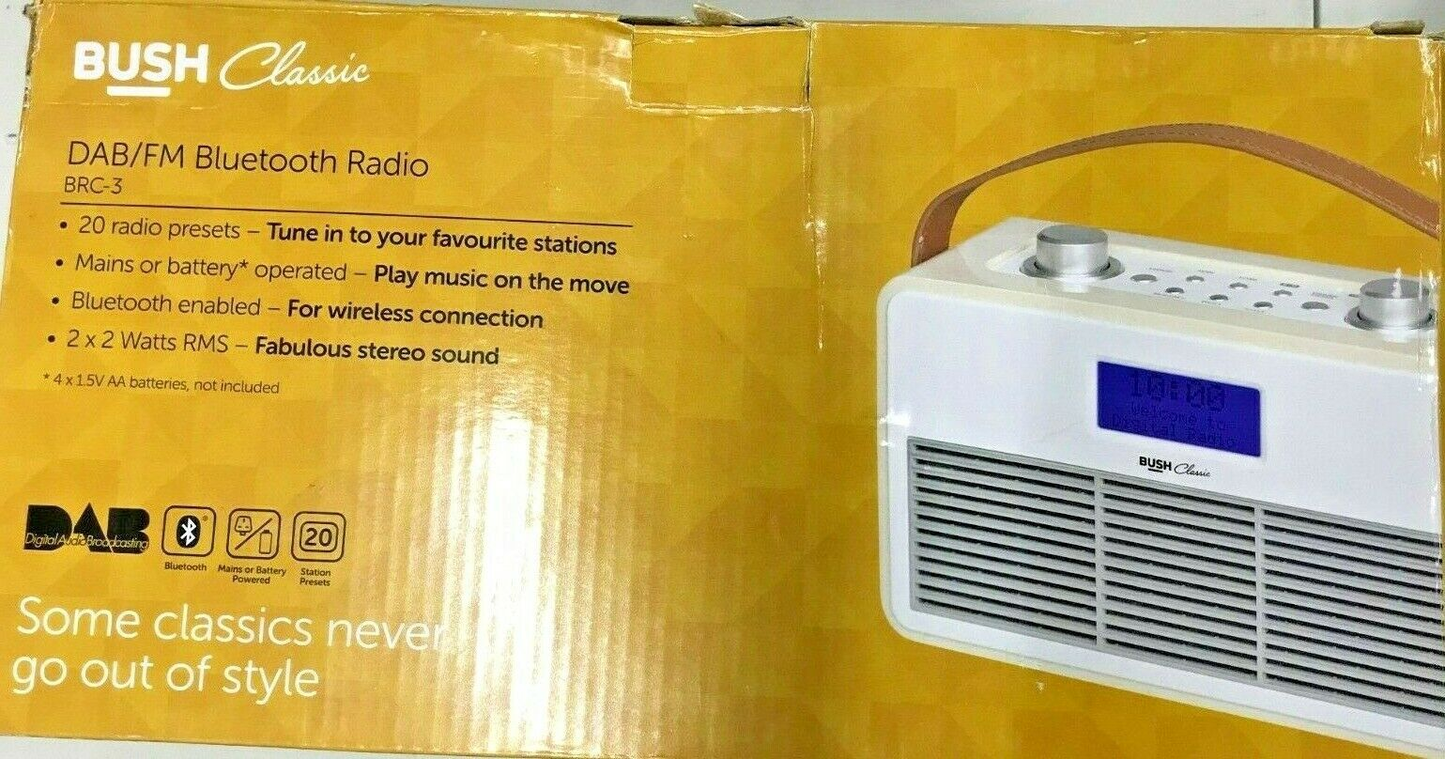 BUSH Classic
DAB/FM Bluetooth Radio
BRC-3
• 20 radio presets – Tune in to your favourite stations
• Mains or battery* operated – Play music on the move
• Bluetooth enabled – For wireless connection
• 2 x 2 Watts RMS – Fabulous stereo sound
* 4 x 1.5V AA batteries, not included
DAB
Digital Audio Broadcasting
Bluetooth
Mains or Battery
Powered
20
Station
Presets
Some classics never
go out of style
10:00
Welcome to
Digital Radio
BUSH Classic